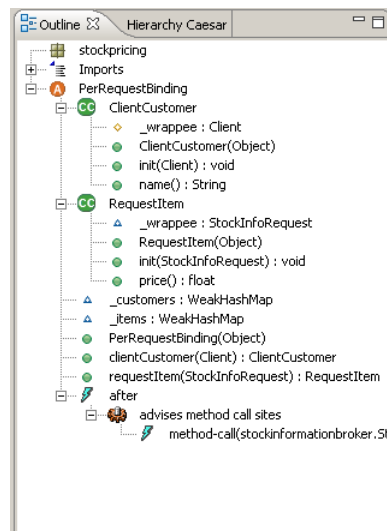 Outline Hierarchy Caesar
stockpricing
Imports
A PerRequestBinding
CC ClientCustomer
_wrappee : Client
ClientCustomer(Object)
init(Client) : void
name() : String
CC RequestItem
_wrappee : StockInfoRequest
RequestItem(Object)
init(StockInfoRequest) : void
price() : float
_customers : WeakHashMap
_items : WeakHashMap
PerRequestBinding(Object)
clientCustomer(Client) : ClientCustomer
requestItem(StockInfoRequest) : RequestItem
after
advises method call sites
method-call(stockinformationbroker.St